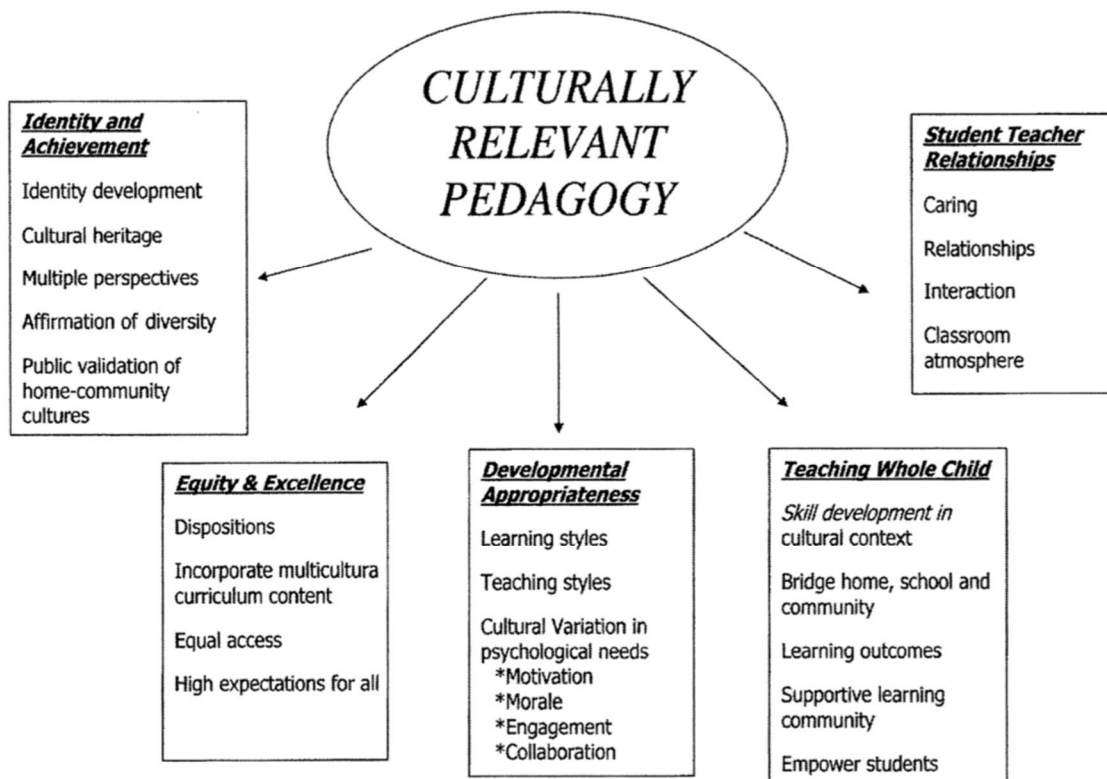 CULTURALLY
RELEVANT
PEDAGOGY
Identity and
Achievement
Identity development
Cultural heritage
Multiple perspectives
Affirmation of diversity
Public validation of
home-community
cultures
Equity & Excellence
Dispositions
Incorporate multicultura
curriculum content
Equal access
High expectations for all
Developmental
Appropriateness
Learning styles
Teaching styles
Cultural Variation in
psychological needs
*Motivation
*Morale
*Engagement
*Collaboration
Teaching Whole Child
Skill development in
cultural context
Bridge home, school and
community
Learning outcomes
Supportive learning
community
Empower students
Student Teacher
Relationships
Caring
Relationships
Interaction
Classroom
atmosphere